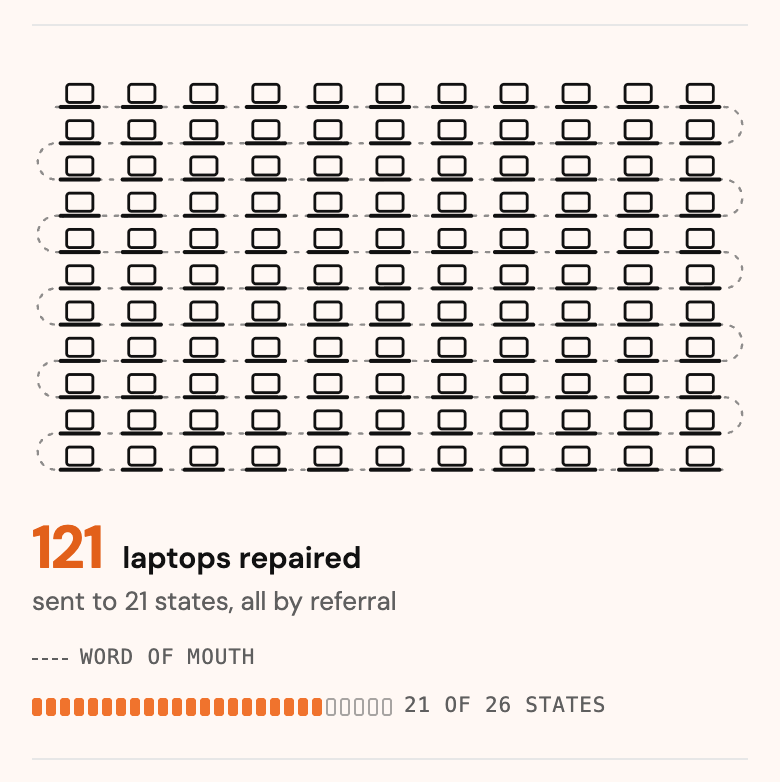 121 laptops repaired
sent to 21 states, all by referral
WORD OF MOUTH
21 OF 26 STATES